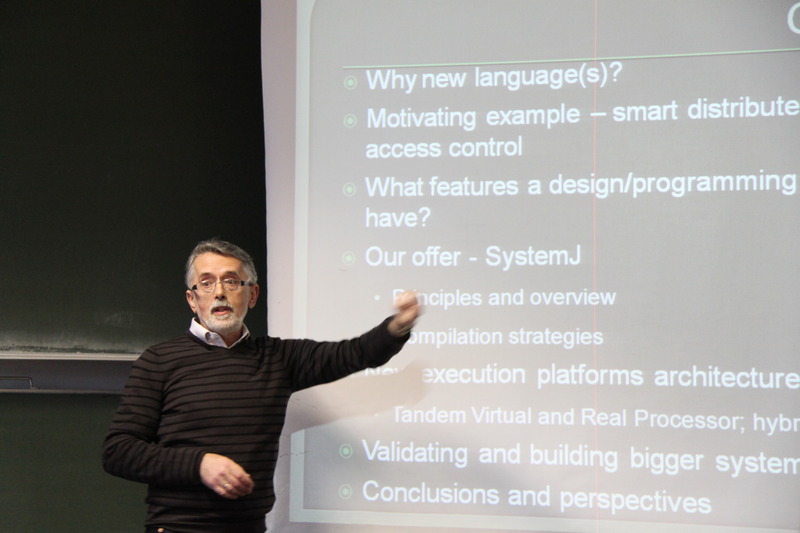 Why new language(s)?
Motivating example – smart distribute
access control
What features a design/programming
have?
Our offer - SystemJ
Principles and overview
ompilation strategies
New execution platforms architecture
Tandem Virtual and Real Processor; hybr
Validating and building bigger system
Conclusions and perspectives